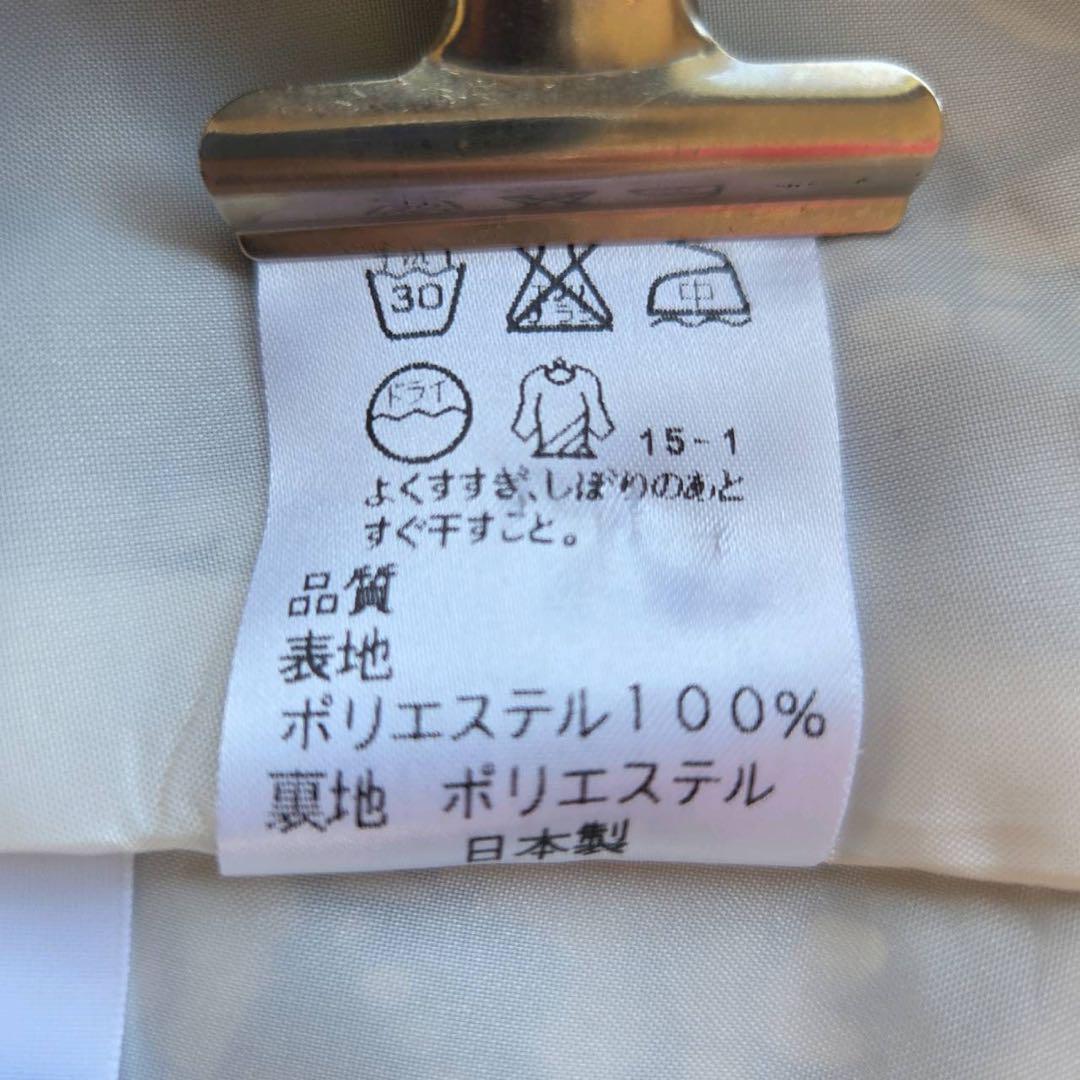 30
中
ドライ
15-1
よくすすぎ、しぼりのあと
すぐ干すこと。
品質
表地
ポリエステル100%
裏地 ポリエステル
日本製